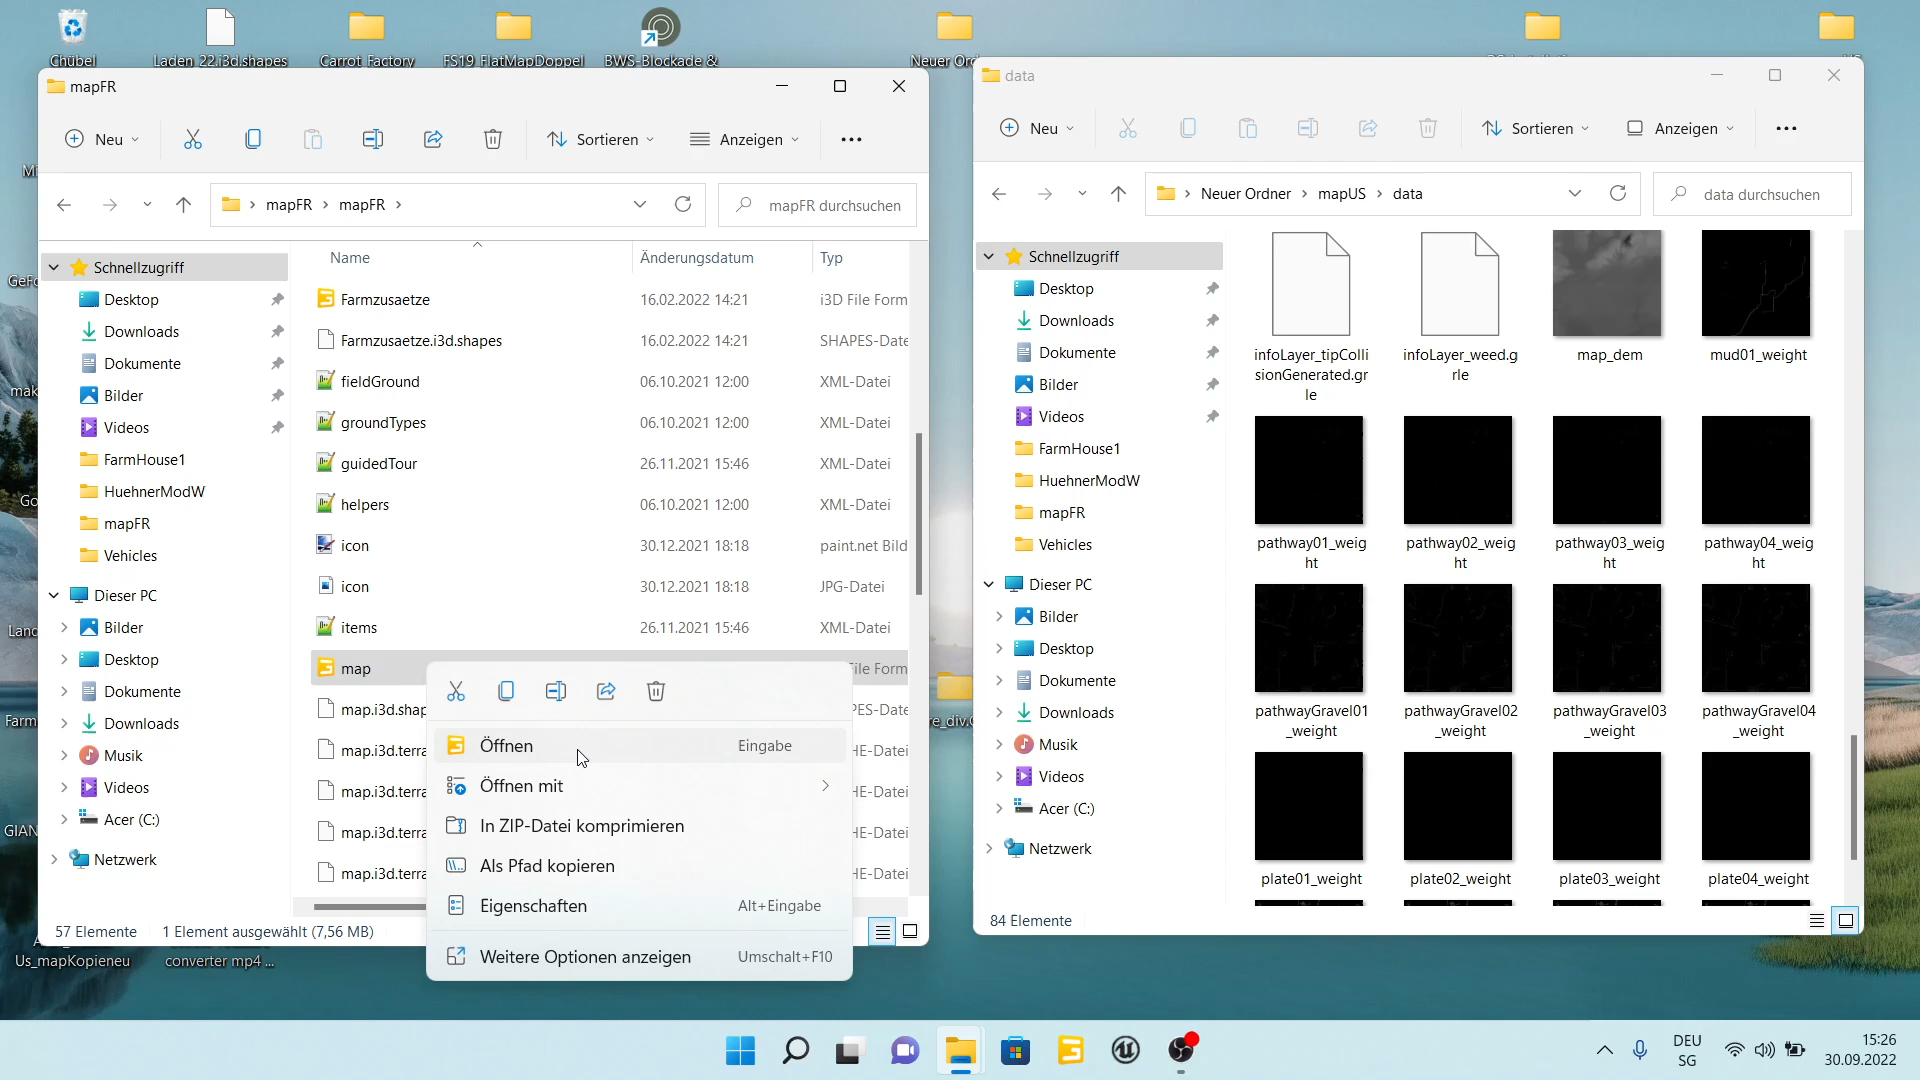 Chübel
Laden_22.i3d.shapes
Carrot_Factory
FS19_FlatMapDoppel
BWS-Blockade &
Neuer Ord
mapFR
Neu
Sortieren
Anzeigen
mapFR
mapFR
mapFR durchsuchen
Schnellzugriff
Desktop
Downloads
Dokumente
Bilder
Videos
FarmHouse1
HuehnerModW
mapFR
Vehicles
Dieser PC
Bilder
Desktop
Dokumente
Downloads
Musik
Videos
Acer (C:)
Netzwerk
Name
Änderungsdatum
Typ
Farmzusaetze
16.02.2022 14:21
i3D File Form
Farmzusaetze.i3d.shapes
16.02.2022 14:21
SHAPES-Date
fieldGround
06.10.2021 12:00
XML-Datei
groundTypes
06.10.2021 12:00
XML-Datei
guidedTour
26.11.2021 15:46
XML-Datei
helpers
06.10.2021 12:00
XML-Datei
icon
30.12.2021 18:18
paint.net Bild
icon
30.12.2021 18:18
JPG-Datei
items
26.11.2021 15:46
XML-Datei
map
File Form
map.i3d.shap
PES-Date
map.i3d.terra
HE-Datei
map.i3d.terra
HE-Datei
map.i3d.terra
HE-Datei
map.i3d.terra
HE-Datei
Öffnen
Eingabe
Öffnen mit
In ZIP-Datei komprimieren
Als Pfad kopieren
Eigenschaften
Alt+Eingabe
Weitere Optionen anzeigen
Umschalt+F10
57 Elemente
1 Element ausgewählt (7,56 MB)
Us_mapKopieneu
converter mp4 ...
GeFo
mak
Go
Land
Farm
GIAN
data
Neu
Sortieren
Anzeigen
Neuer Ordner
mapUS
data
data durchsuchen
Schnellzugriff
Desktop
Downloads
Dokumente
Bilder
Videos
FarmHouse1
HuehnerModW
mapFR
Vehicles
Dieser PC
Bilder
Desktop
Dokumente
Downloads
Musik
Videos
Acer (C:)
Netzwerk
infoLayer_tipColli
sionGenerated.gr
le
infoLayer_weed.g
rle
map_dem
mud01_weight
pathway01_weig
ht
pathway02_weig
ht
pathway03_weig
ht
pathway04_weig
ht
pathwayGravel01
_weight
pathwayGravel02
_weight
pathwayGravel03
_weight
pathwayGravel04
_weight
plate01_weight
plate02_weight
plate03_weight
plate04_weight
84 Elemente
DEU
SG
15:26
30.09.2022